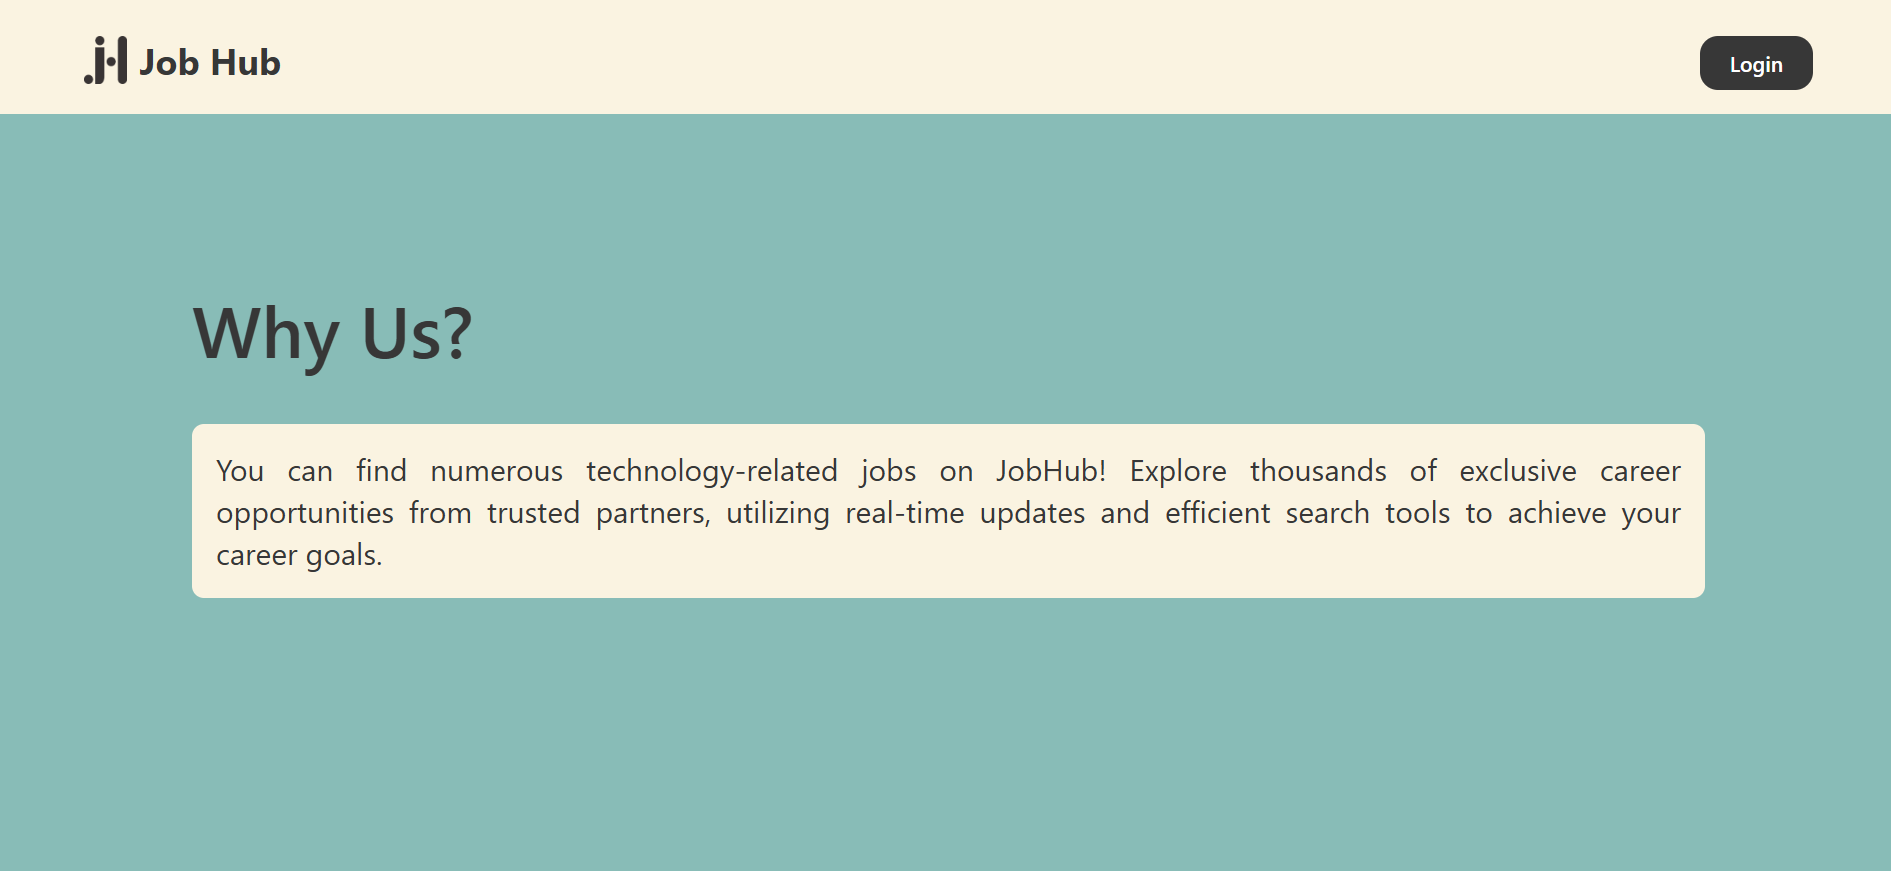 Job Hub
Login
Why Us?
You can find numerous technology-related jobs on JobHub! Explore thousands of exclusive career
opportunities from trusted partners, utilizing real-time updates and efficient search tools to achieve your
career goals.